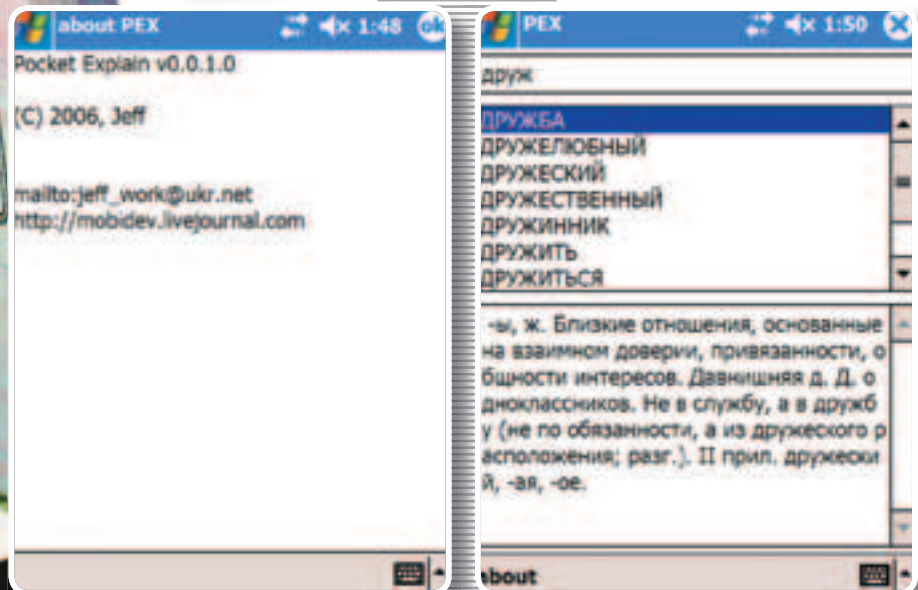 about PEX 1:48 ok
Pocket Explain v0.0.1.0
(C) 2006, Jeff
mailto:jeff_work@ukr.net
http://mobidev.livejournal.com
PEX 1:50
друж
ДРУЖБА
ДРУЖЕЛЮБНЫЙ
ДРУЖЕСКИЙ
ДРУЖЕСТВЕННЫЙ
ДРУЖИННИК
ДРУЖИТЬ
ДРУЖИТЬСЯ
-ы, ж. Близкие отношения, основанные
на взаимном доверии, привязанности, о
бщности интересов. Давнишняя д. Д. о
дноклассников. Не в службу, а в дружб
у (не по обязанности, а из дружеского р
асположения; разг.). II прил. дружески
й, -ая, -ое.
about